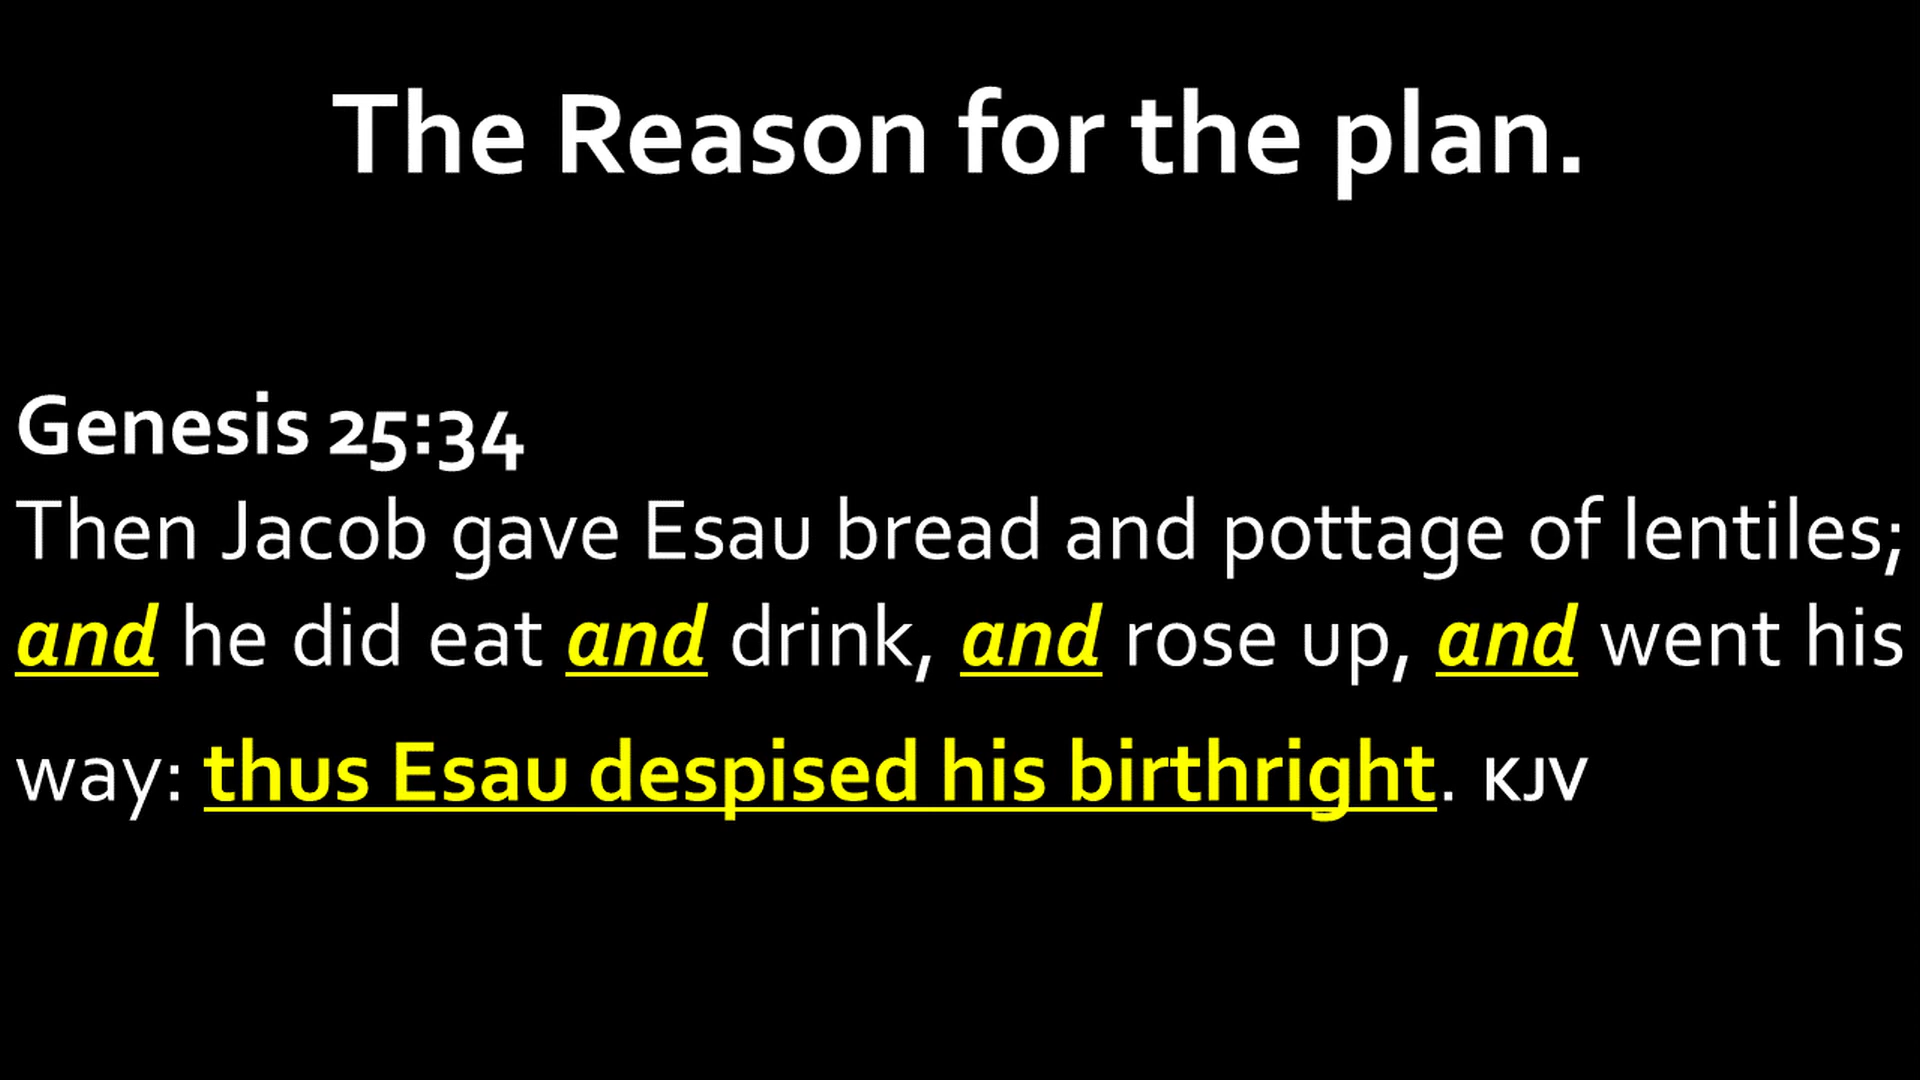 The Reason for the plan.
Genesis 25:34
Then Jacob gave Esau bread and pottage of lentiles;
and he did eat and drink, and rose up, and went his
way: thus Esau despised his birthright. KJV